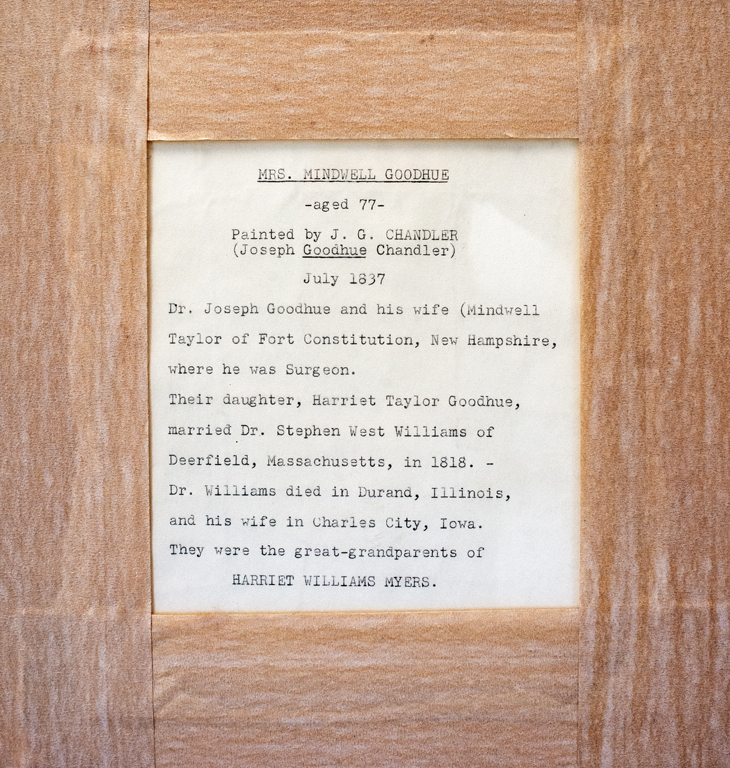 MRS. MINDWELL GOODHUE
-aged 77-
Painted by J. G. CHANDLER
(Joseph Goodhue Chandler)
July 1837
Dr. Joseph Goodhue and his wife (Mindwell
Taylor of Fort Constitution, New Hampshire,
where he was Surgeon.
Their daughter, Harriet Taylor Goodhue,
married Dr. Stephen West Williams of
Deerfield, Massachusetts, in 1818. -
Dr. Williams died in Durand, Illinois,
and his wife in Charles City, Iowa.
They were the great-grandparents of
HARRIET WILLIAMS MYERS.